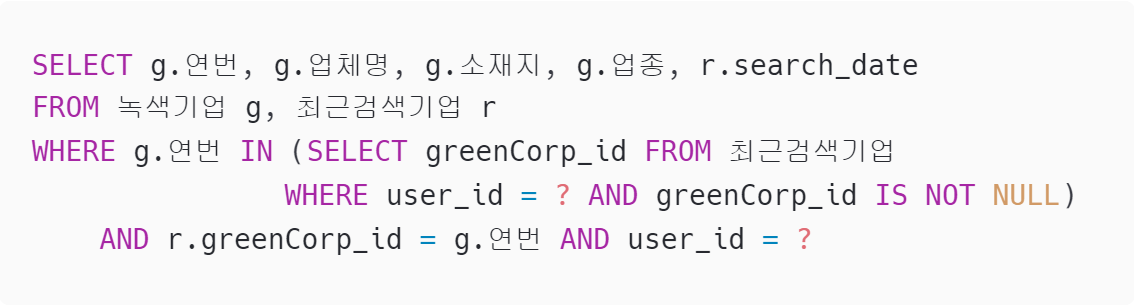 SELECT g.연번, g.업체명, g.소재지, g.업종, r.search_date
FROM 녹색기업 g, 최근검색기업 r
WHERE g.연번 IN (SELECT greenCorp_id FROM 최근검색기업
WHERE user_id = ? AND greenCorp_id IS NOT NULL)
AND r.greenCorp_id = g.연번 AND user_id = ?